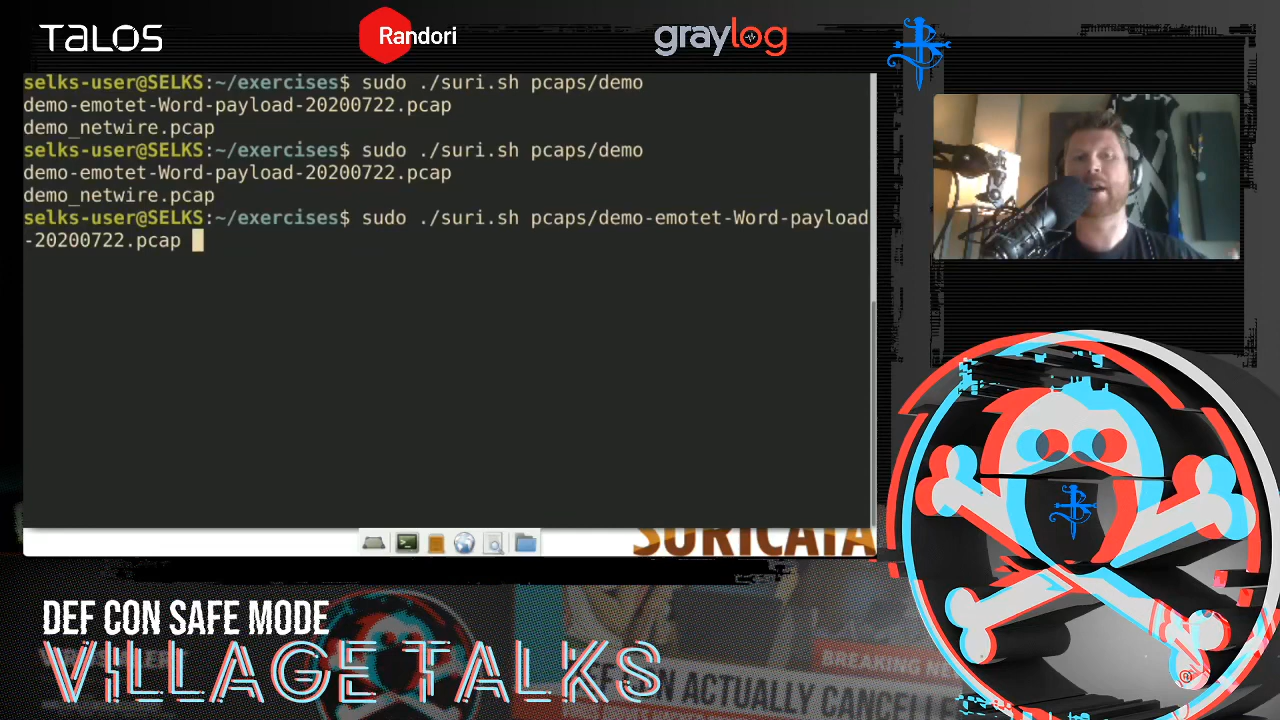 TALOS
Randori
graylog
selks-user@SELKS:~/exercises$ sudo ./suri.sh pcaps/demo
demo-emotet-Word-payload-20200722.pcap
demo_netwire.pcap
selks-user@SELKS:~/exercises$ sudo ./suri.sh pcaps/demo
demo-emotet-Word-payload-20200722.pcap
demo_netwire.pcap
selks-user@SELKS:~/exercises$ sudo ./suri.sh pcaps/demo-emotet-Word-payload
-20200722.pcap
SURICATA
DEF CON SAFE MODE
VILLAGE TALKS
BREAKING
ACTUALLY